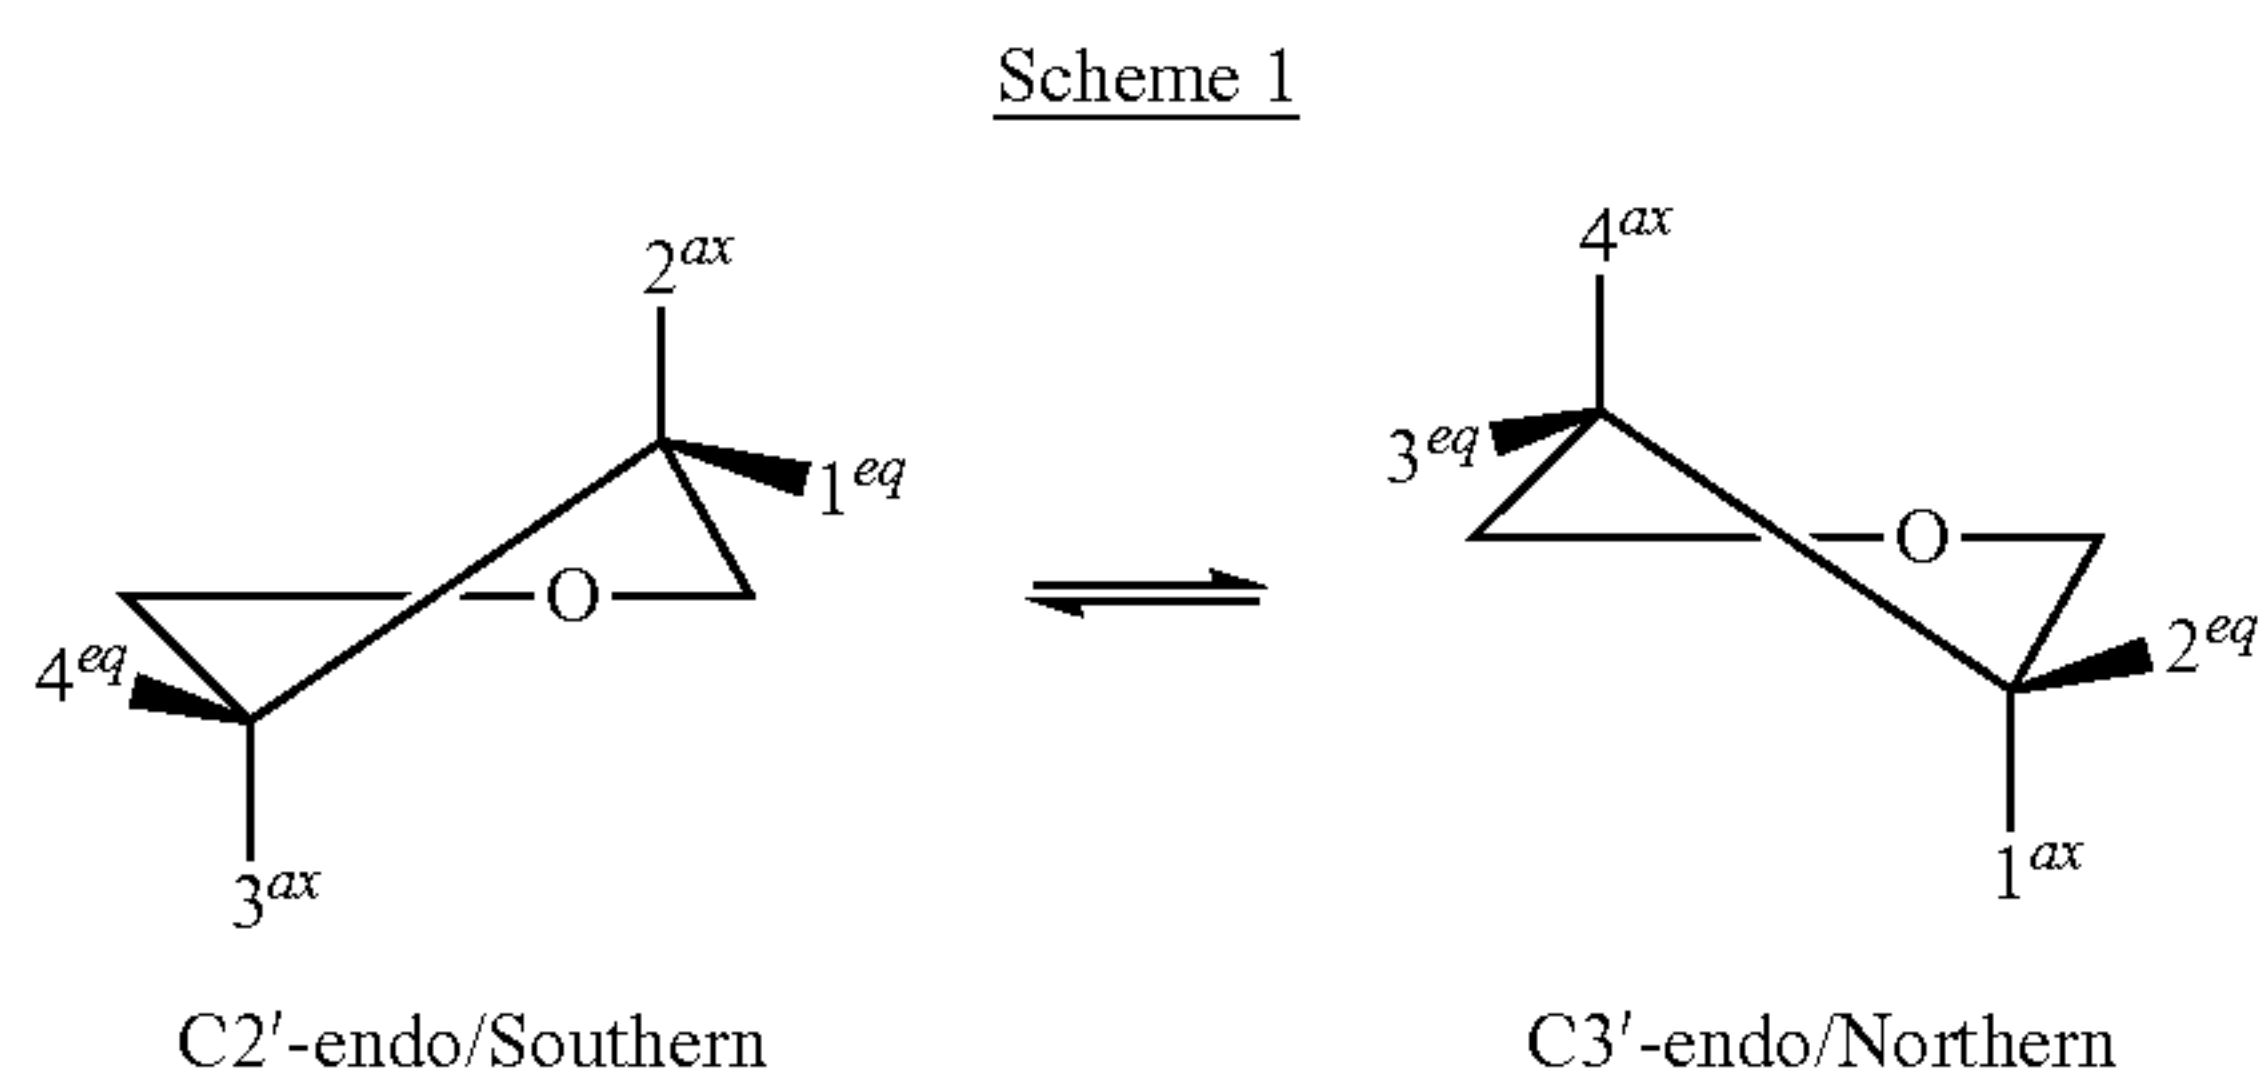 Scheme 1
2ax
1eq
O
4eq
3ax
C2′-endo/Southern
4ax
3eq
O
2eq
1ax
C3′-endo/Northern